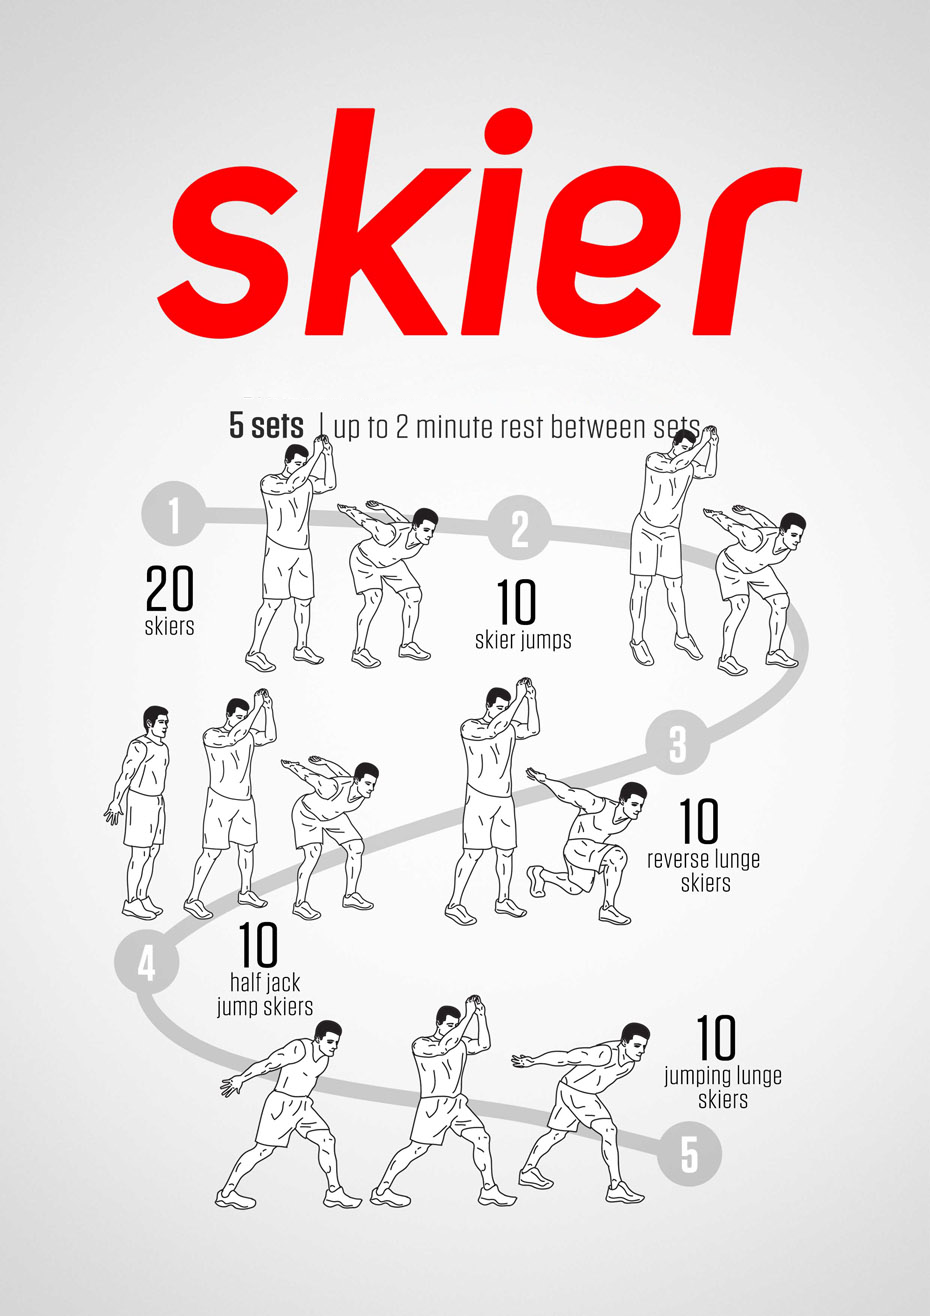 skier
5 sets | up to 2 minute rest between sets
1
20
skiers
2
10
skier jumps
3
10
reverse lunge
skiers
4
10
half jack
jump skiers
10
jumping lunge
skiers
5